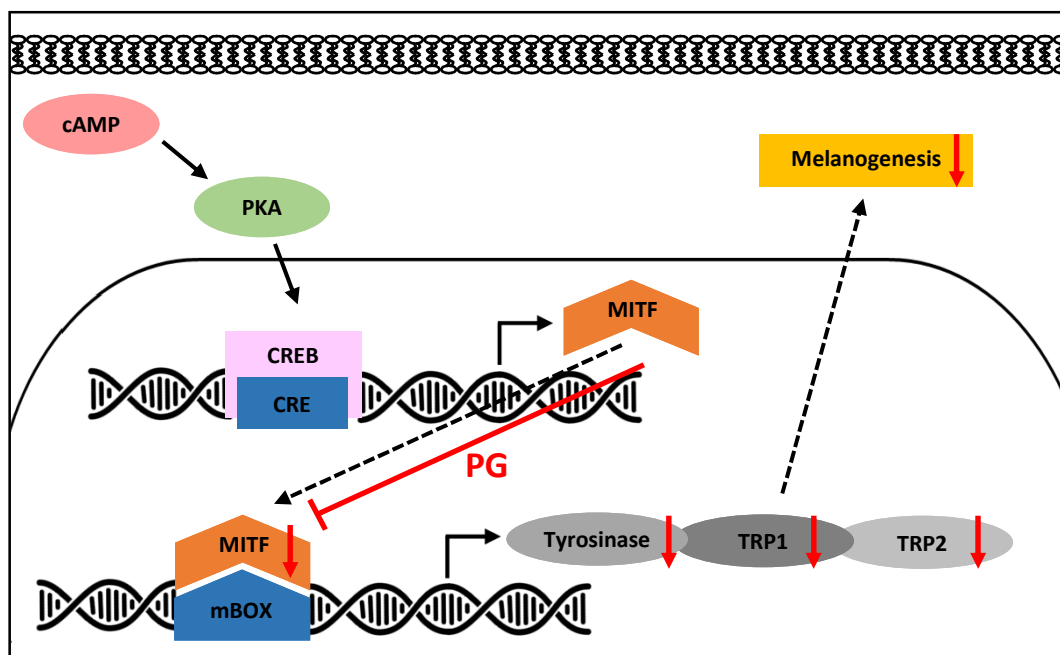 cAMP
Melanogenesis
PKA
MITF
CREB
CRE
PG
MITF
Tyrosinase
TRP1
TRP2
mBOX